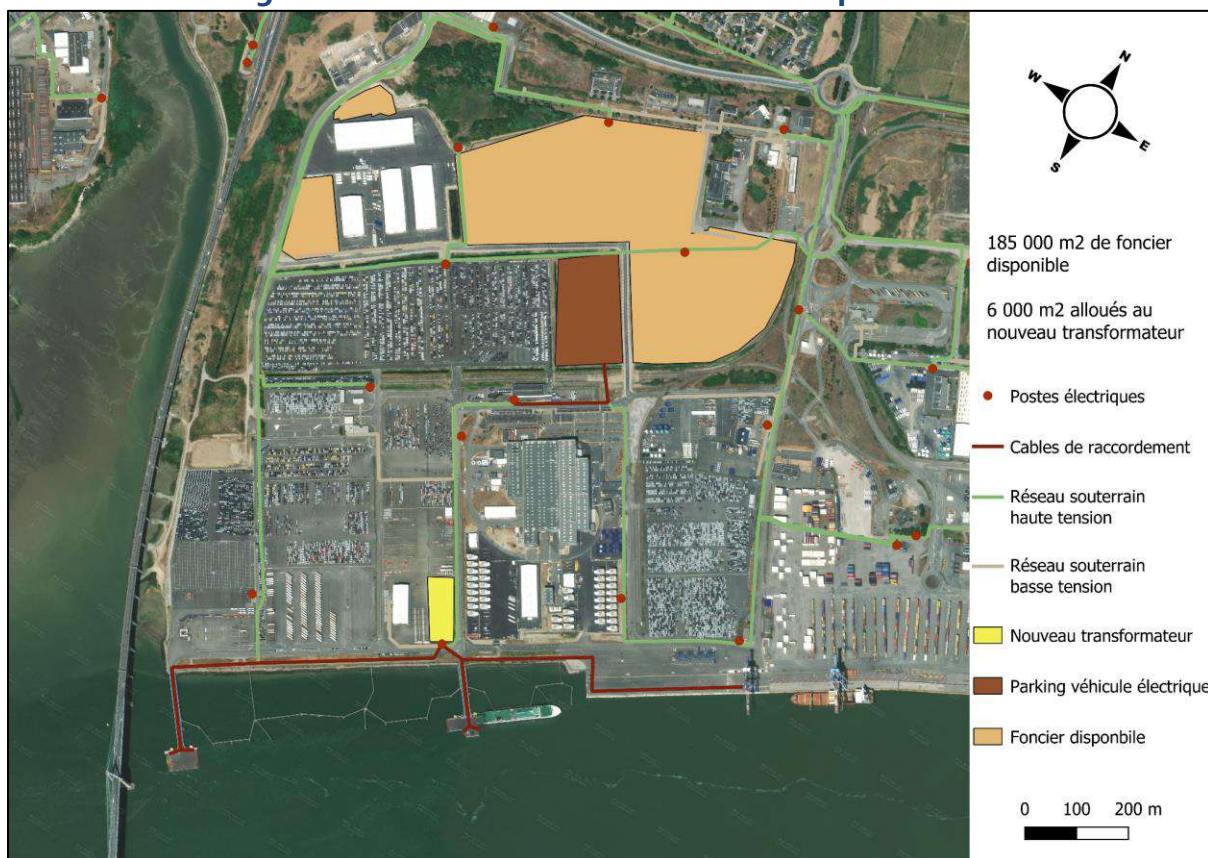 N
W
E
S
185 000 m2 de foncier
disponible
6 000 m2 alloués au
nouveau transformateur
Postes électriques
Cables de raccordement
Réseau souterrain
haute tension
Réseau souterrain
basse tension
Nouveau transformateur
Parking véhicule électrique
Foncier disponbile
0 100 200 m